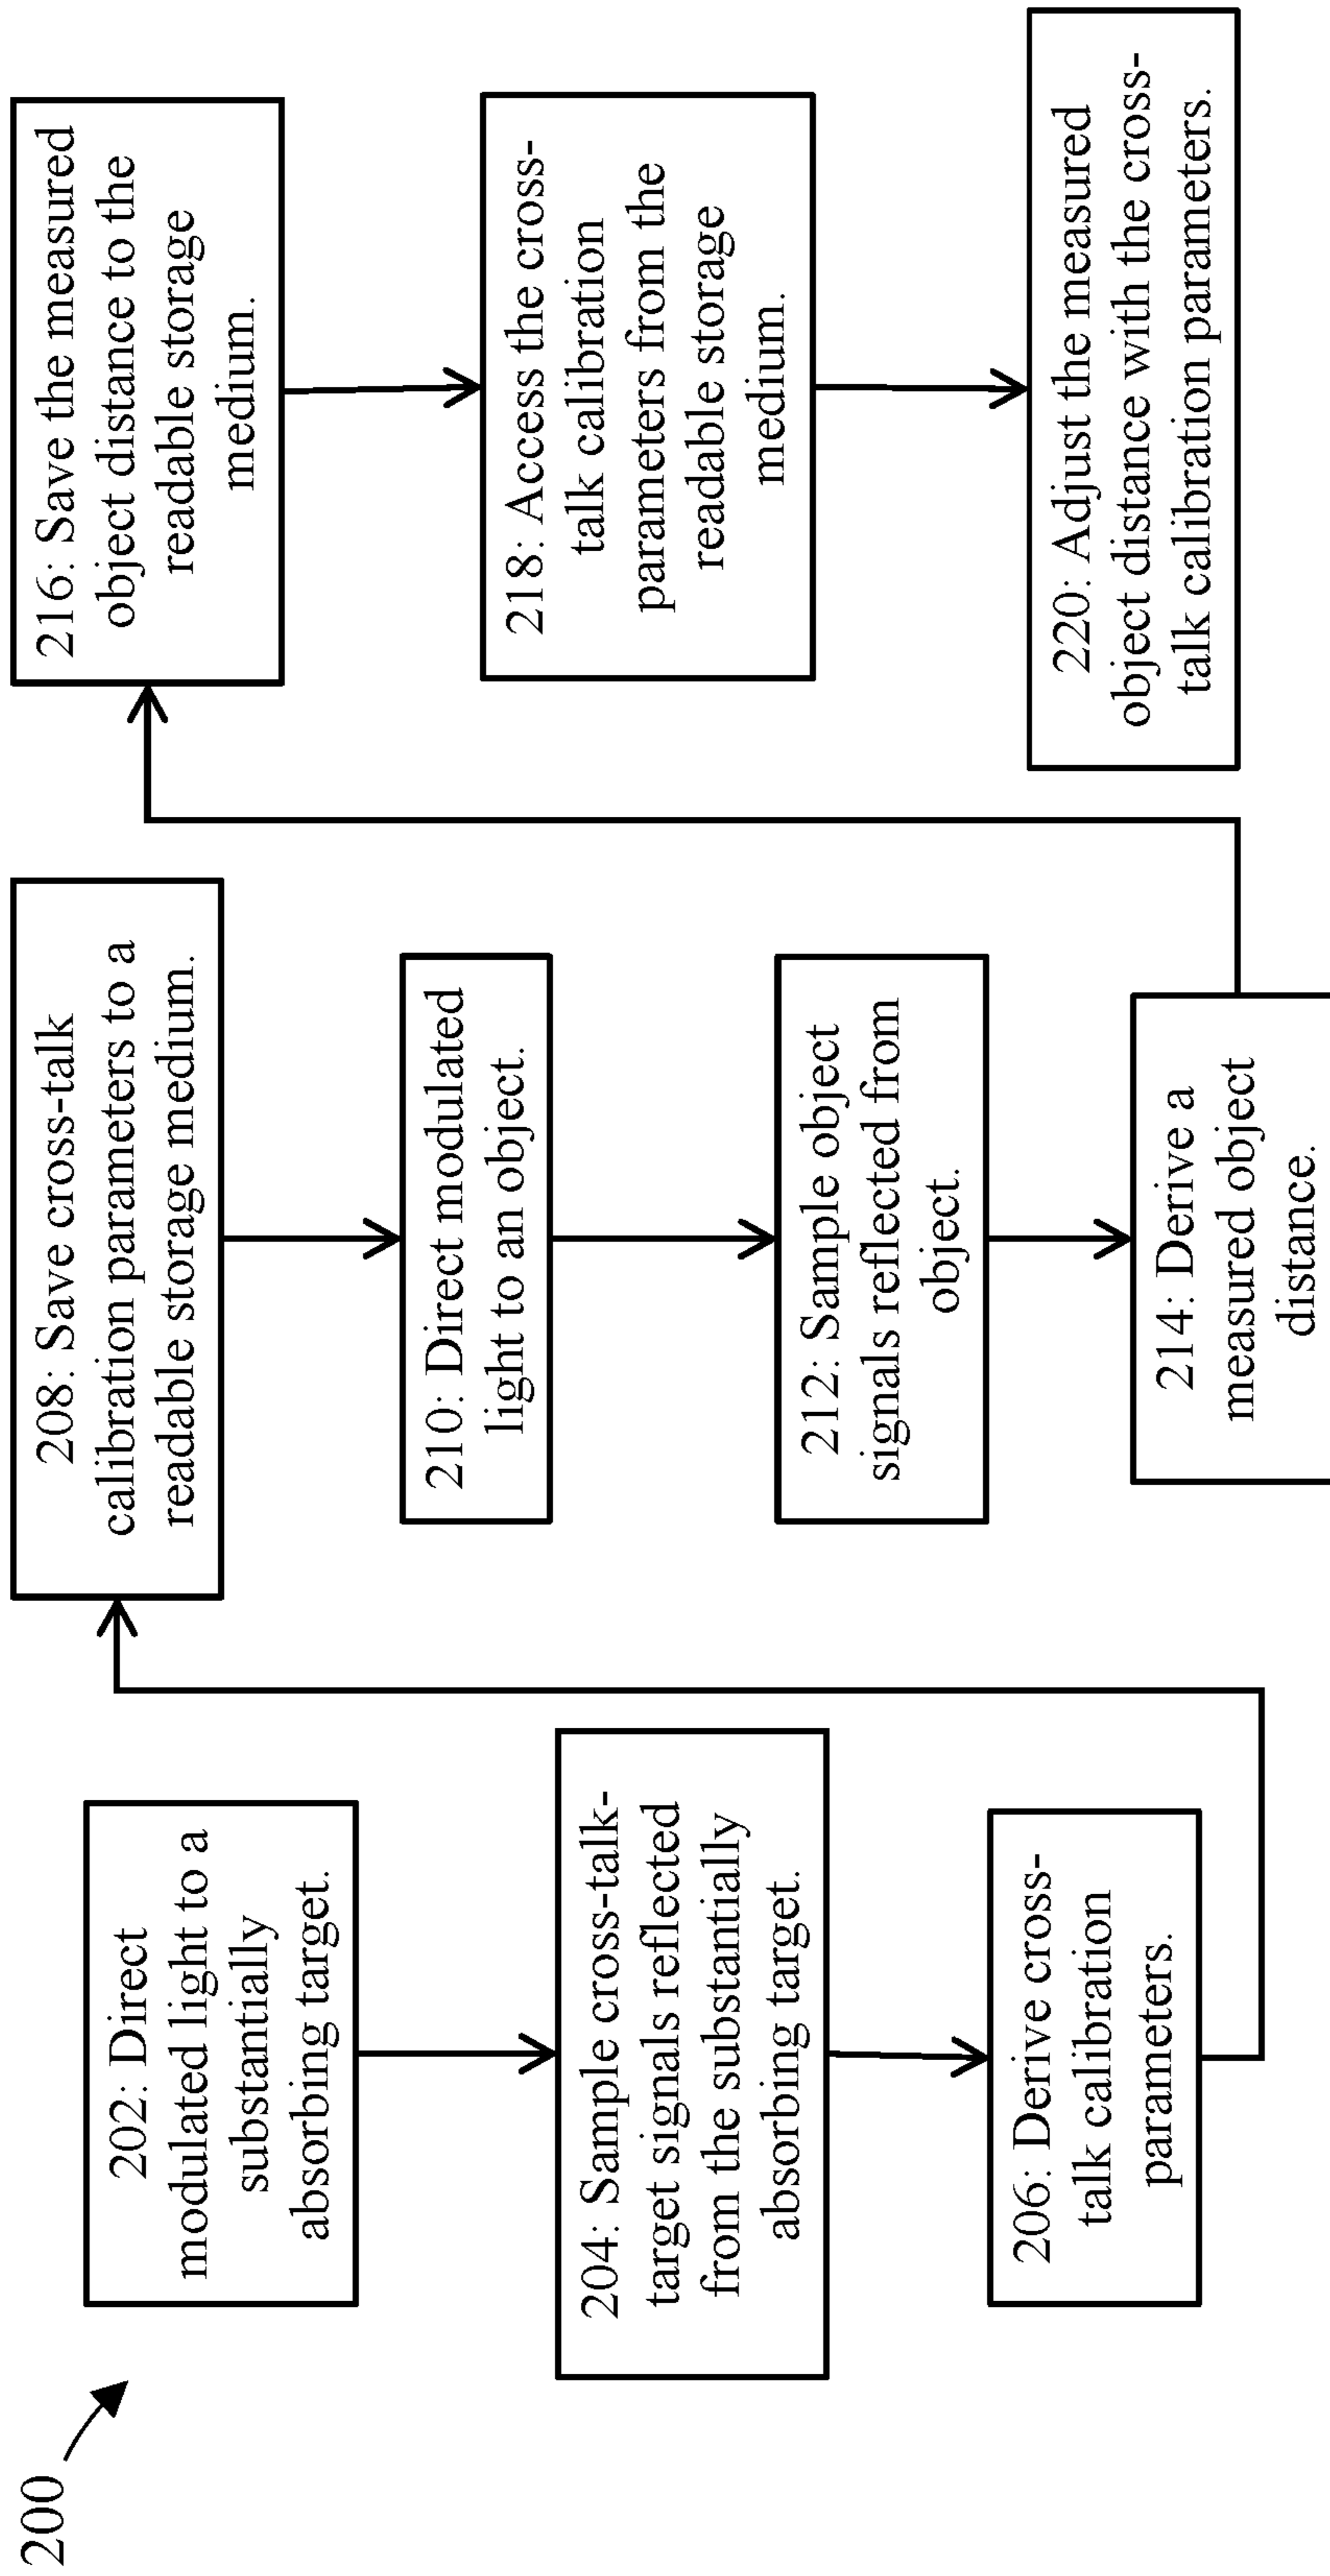 200
202: Direct
modulated light to a
substantially
absorbing target.
204: Sample cross-talk-
target signals reflected
from the substantially
absorbing target.
206: Derive cross-
talk calibration
parameters.
208: Save cross-talk
calibration parameters to a
readable storage medium.
210: Direct modulated
light to an object.
212: Sample object
signals reflected from
object.
214: Derive a
measured object
distance.
216: Save the measured
object distance to the
readable storage
medium.
218: Access the cross-
talk calibration
parameters from the
readable storage
medium.
220: Adjust the measured
object distance with the cross-
talk calibration parameters.